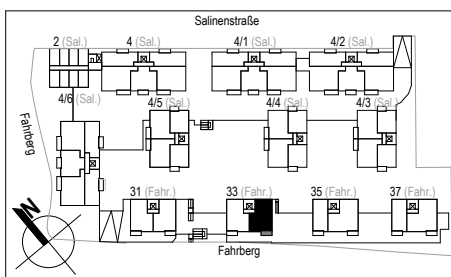 Salinenstraße
2 (Sal.) 4 (Sal.) 4/1 (Sal.) 4/2 (Sal.)
4/6 (Sal.) 4/5 (Sal.) 4/4 (Sal.) 4/3 (Sal.)
Fahrberg
31 (Fahr.) 33 (Fahr.) 35 (Fahr.) 37 (Fahr.)
N
Fahrberg